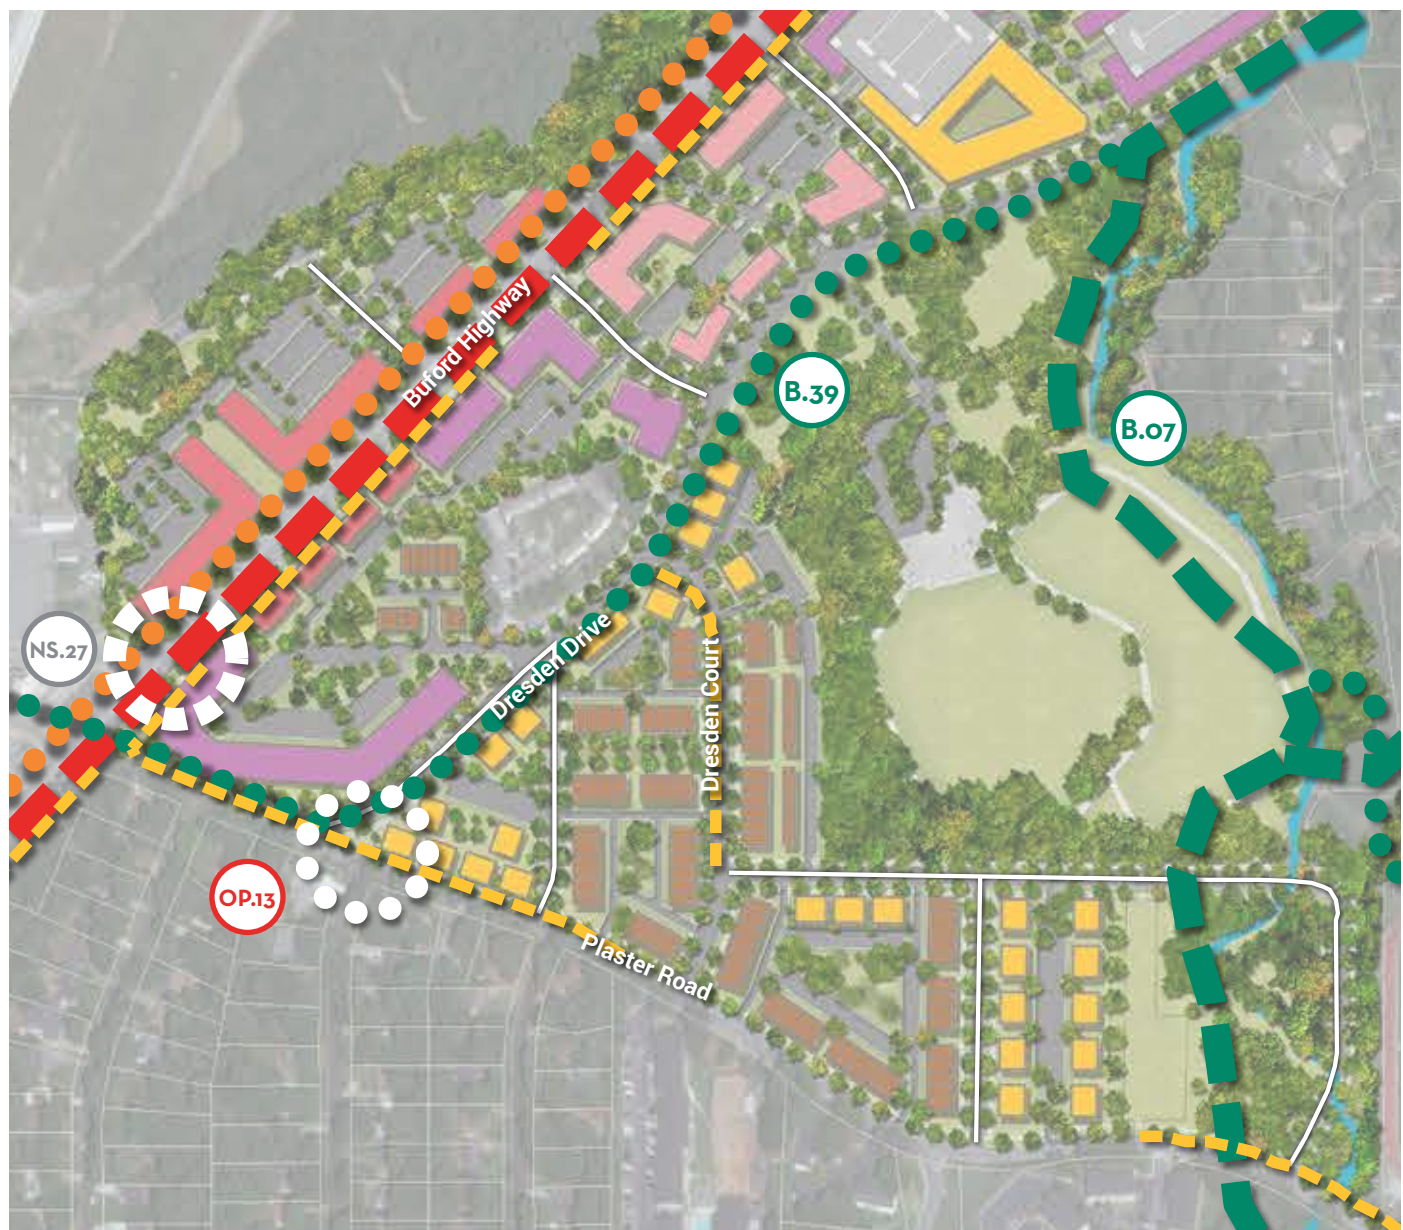 Buford Highway
B.39
B.07
NS.27
Dresden Drive
Dresden Court
OP.13
Plaster Road